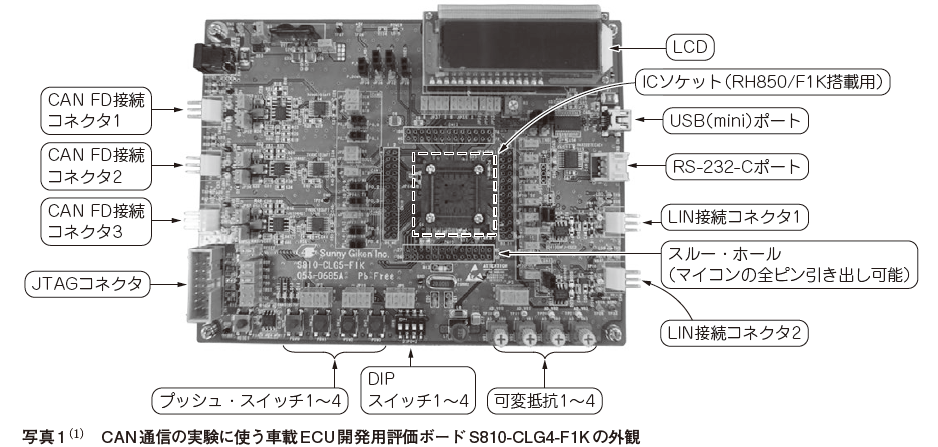 LCD
ICソケット(RH850/F1K搭載用)
CAN FD接続
コネクタ1
USB(mini)ポート
CAN FD接続
コネクタ2
RS-232-Cポート
CAN FD接続
コネクタ3
LIN接続コネクタ1
Sunny Giken Inc.
S810-CLG5-F1K
053-0685A- Pb-Free
スルー・ホール
(マイコンの全ピン引き出し可能)
JTAGコネクタ
LIN接続コネクタ2
プッシュ・スイッチ1〜4
DIP
スイッチ1〜4
可変抵抗1〜4
写真1⁽¹⁾ CAN通信の実験に使う車載ECU開発用評価ボードS810-CLG4-F1Kの外観